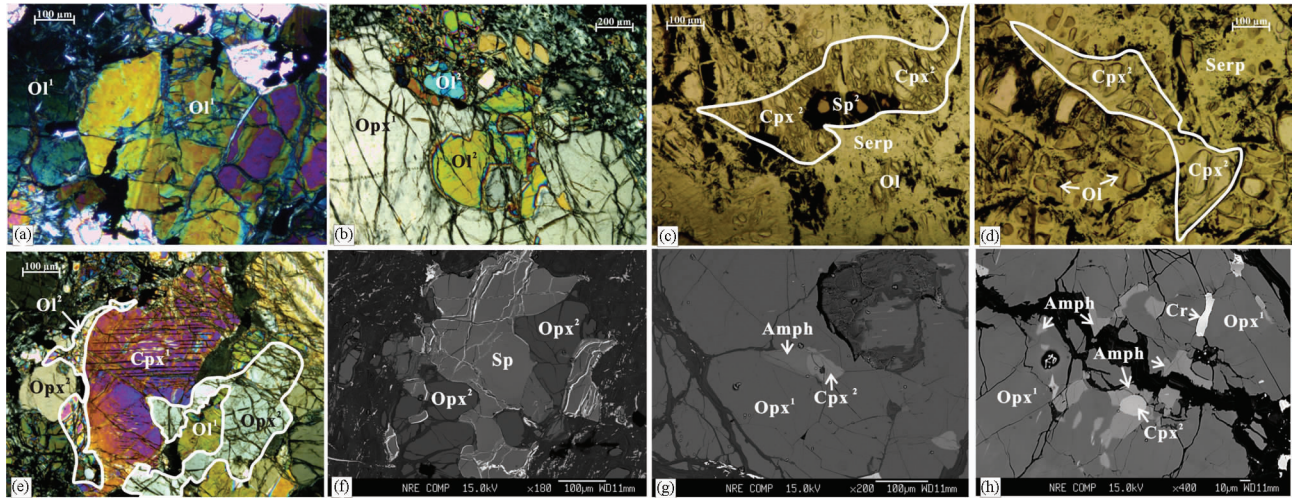 100 µm
Ol¹
Ol¹
(a)
200 µm
Ol²
Opx¹
Ol²
(b)
100 µm
Cpx²
Cpx²
Sp²
Serp
Ol
(c)
100 µm
Cpx²
Serp
Cpx²
Ol
(d)
100 µm
Ol²
Cpx¹
Opx²
Opx¹
Ol¹
(e)
Opx²
Sp
Opx²
(f) NRE COMP 15.0kV ×180 100µm WD11mm
Amph
Opx¹
Cpx²
(g) NRE COMP 15.0kV ×200 100µm WD11mm
Amph
Cr
Opx¹
Amph
Opx¹
Cpx²
(h) NRE COMP 15.0kV ×400 10µm WD11mm